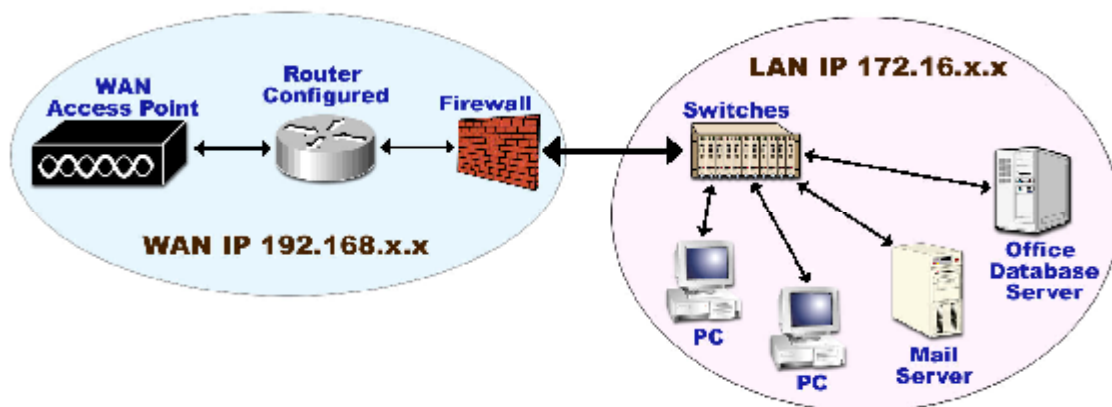 WAN
Access Point
Router
Configured
Firewall
WAN IP 192.168.x.x
LAN IP 172.16.x.x
Switches
PC
PC
Mail
Server
Office
Database
Server